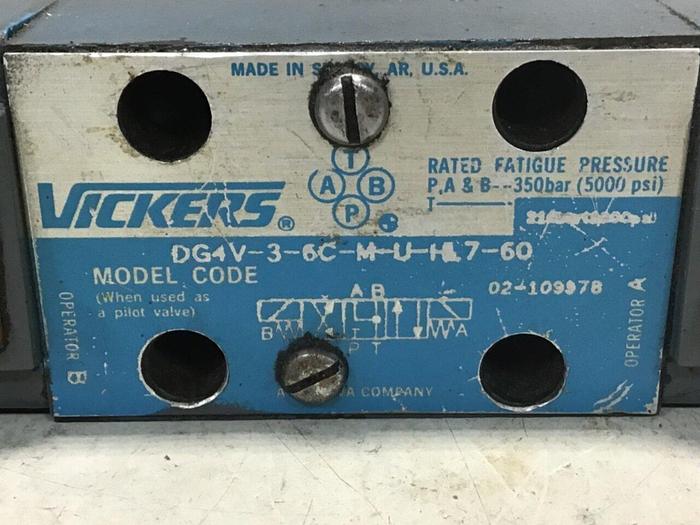 MADE IN AR, U.S.A.
T
A B
P
VICKERS®
RATED FATIGUE PRESSURE
P,A & B--350bar (5000 psi)
T
DG4V-3-6C-M-U-HL7-60
MODEL CODE
(When used as
a pilot valve)
02-109978
OPERATOR B
A B
B A
P T
OPERATOR A
A COMPANY